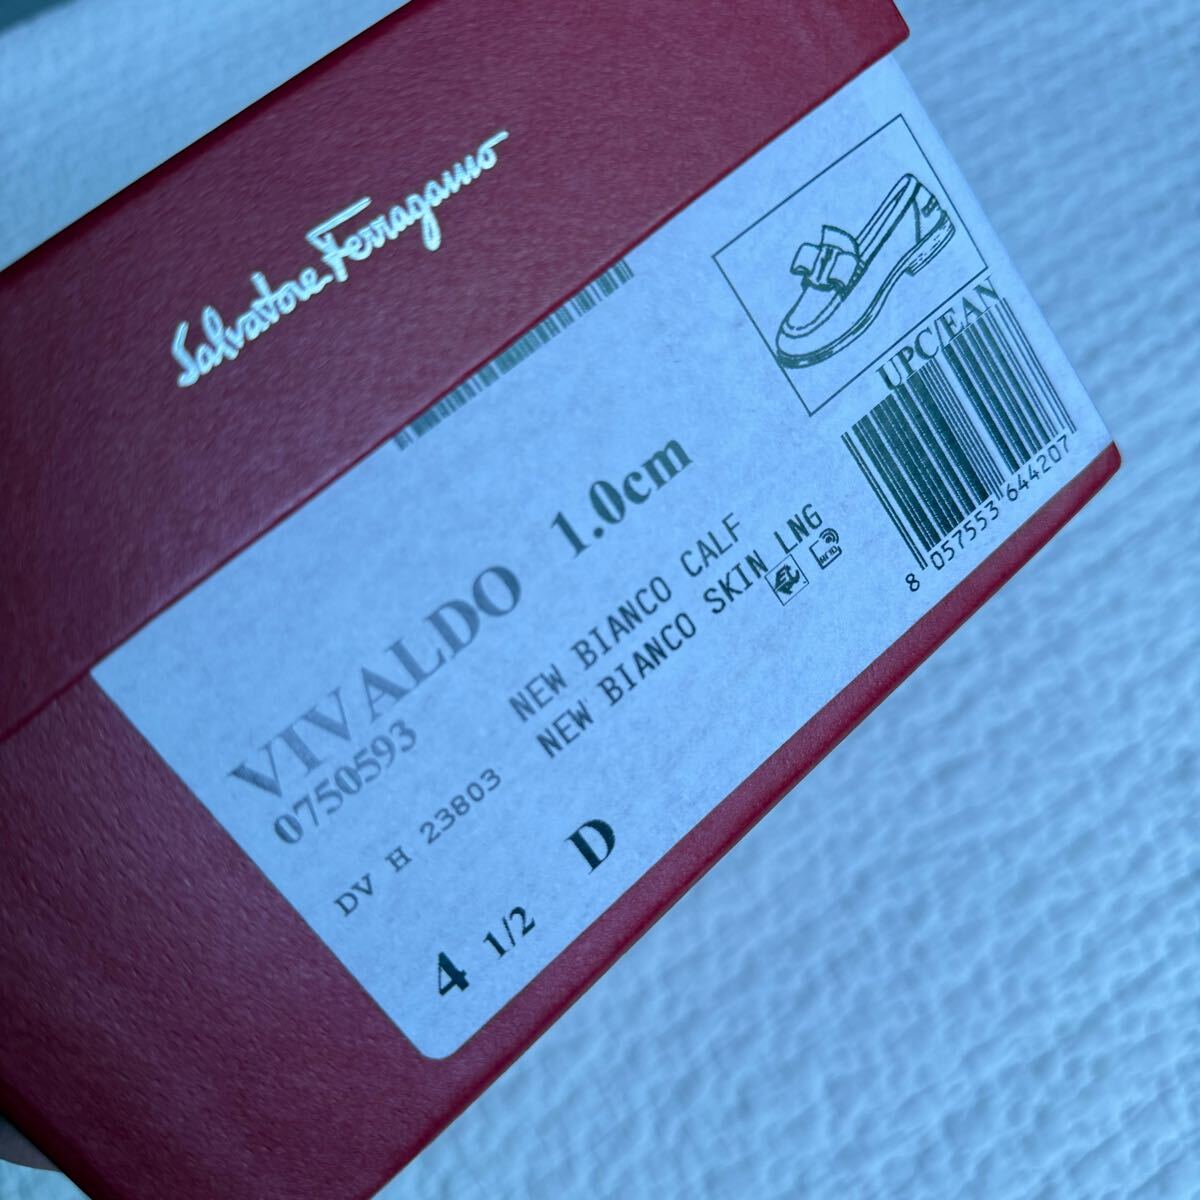 Salvatore Ferragamo
VIVALDO 1.0cm
0750593 NEW BIANCO CALF
DV H 23803 NEW BIANCO SKIN LNG
4 1/2 D
UPC/EAN
8 057553 644207